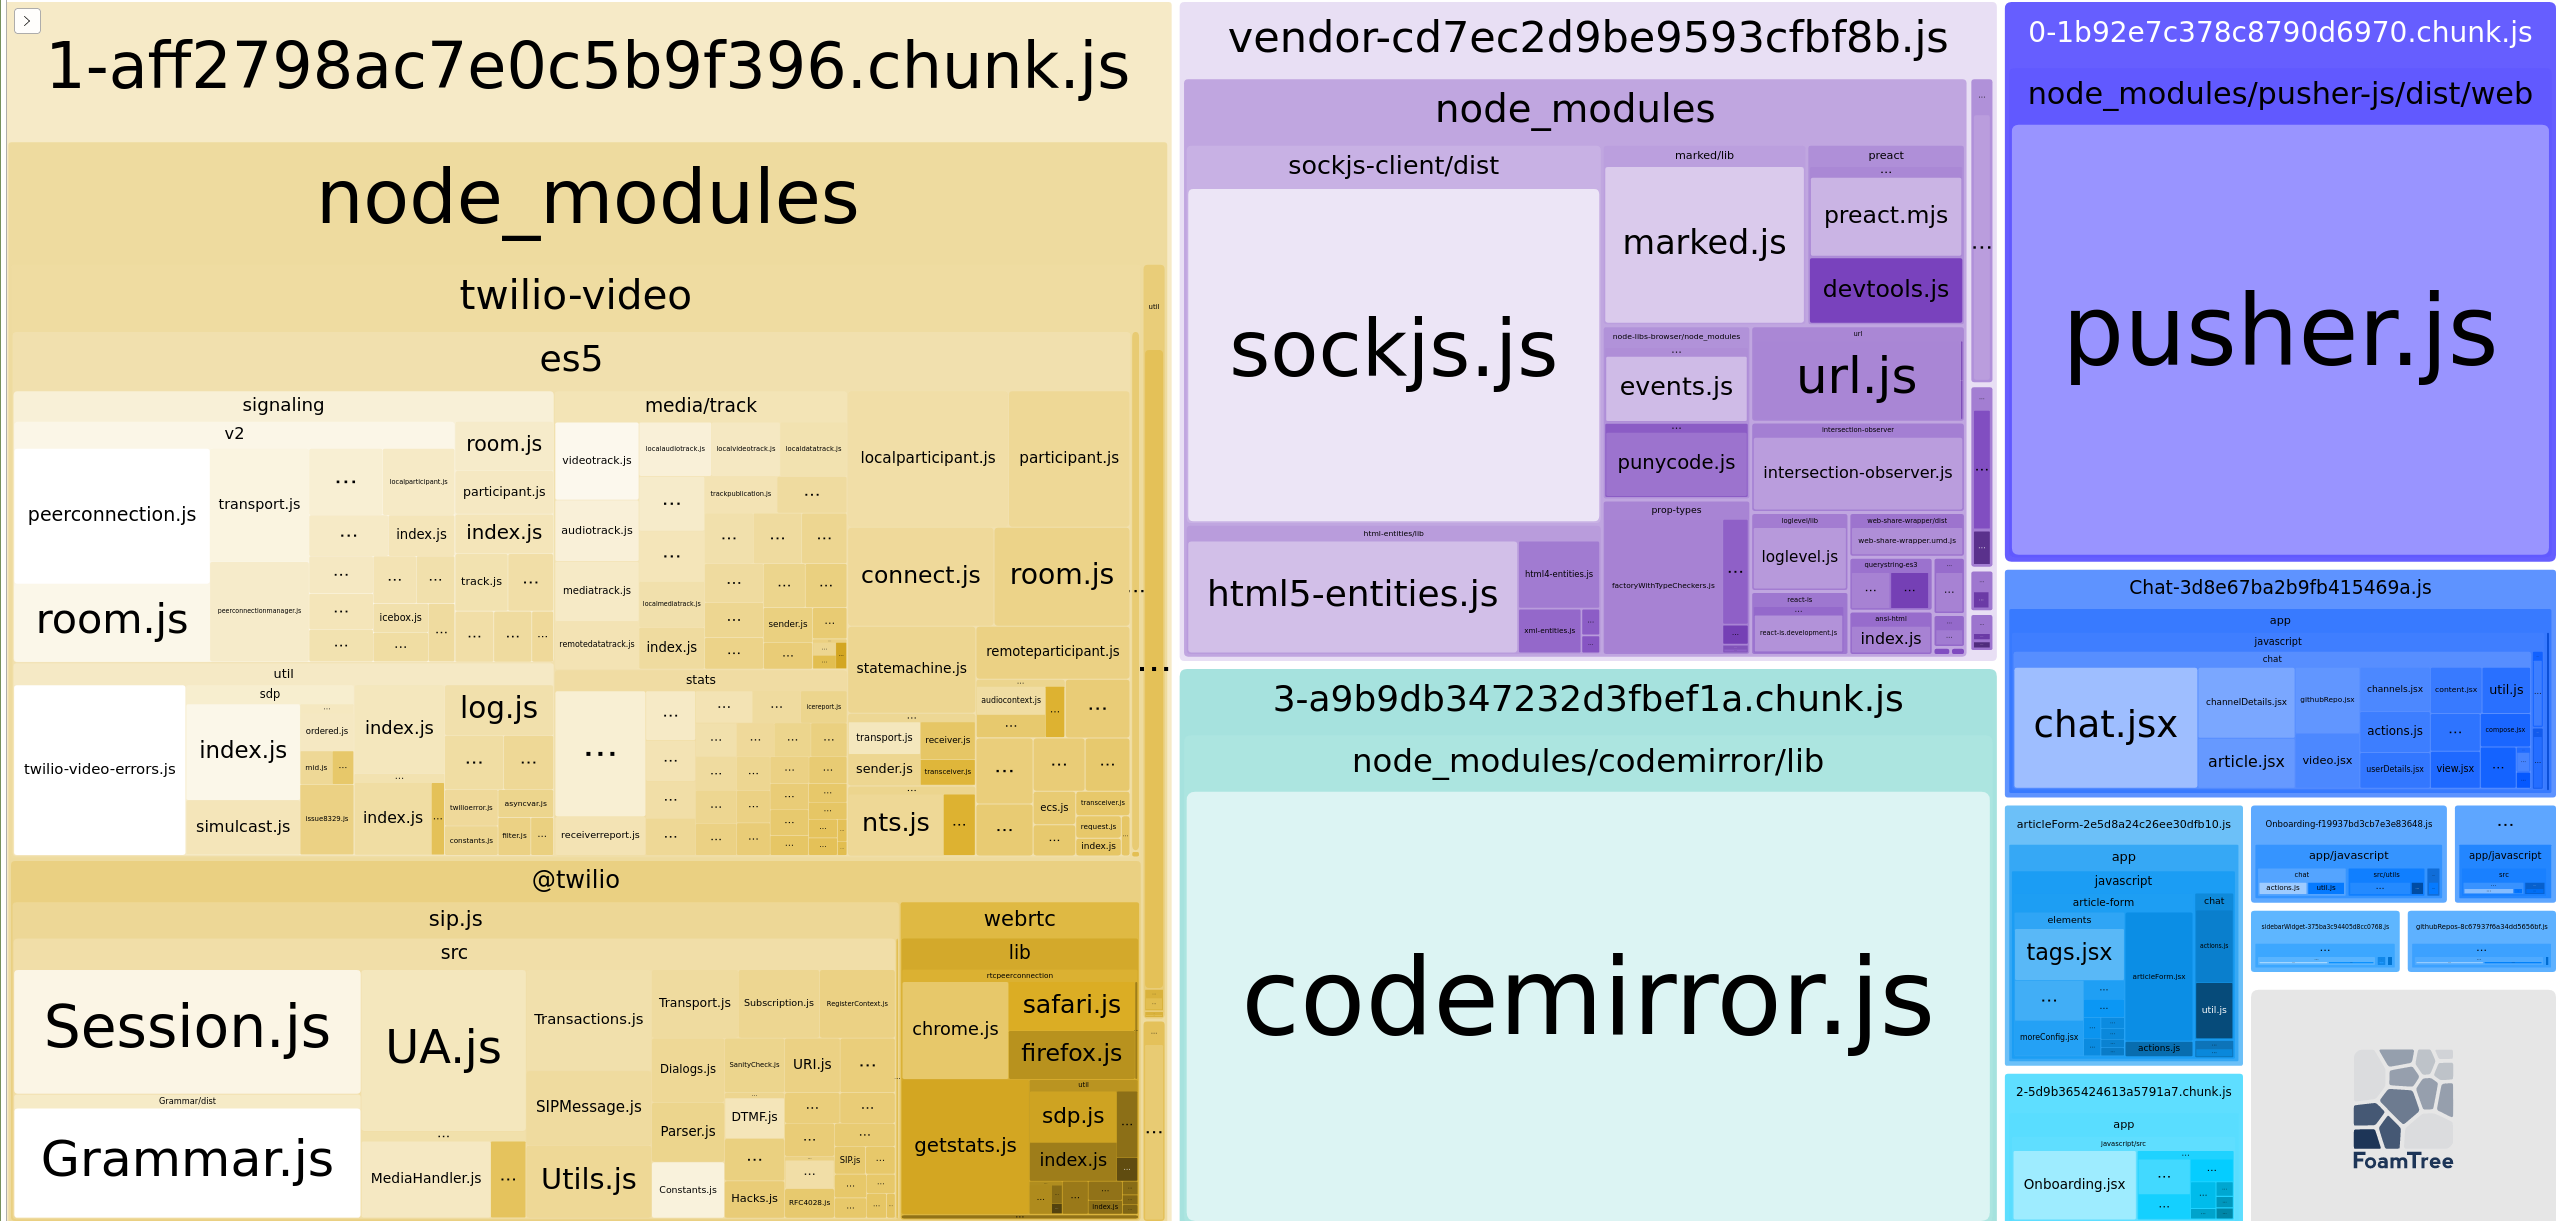 1-aff2798ac7e0c5b9f396.chunk.js
node_modules
twilio-video
util
es5
signaling
v2
peerconnection.js
transport.js
...
localparticipant.js
room.js
participant.js
index.js
index.js
track.js
...
room.js
peerconnectionmanager.js
icebox.js
media/track
videotrack.js
localaudiotrack.js
localvideotrack.js
localdatatrack.js
trackpublication.js
audiotrack.js
mediatrack.js
localmediatrack.js
sender.js
remotedatatrack.js
index.js
localparticipant.js
participant.js
connect.js
room.js
statemachine.js
remoteparticipant.js
audiocontext.js
transport.js
receiver.js
sender.js
transceiver.js
nts.js
ecs.js
transceiver.js
request.js
index.js
util
twilio-video-errors.js
sdp
index.js
simulcast.js
ordered.js
mid.js
issue8329.js
index.js
index.js
log.js
twilioerror.js
asyncvar.js
constants.js
filter.js
stats
icereport.js
receiverreport.js
@twilio
sip.js
src
Session.js
Grammar/dist
Grammar.js
UA.js
MediaHandler.js
Transactions.js
SIPMessage.js
Utils.js
Transport.js
Subscription.js
RegisterContext.js
Dialogs.js
SanityCheck.js
URI.js
DTMF.js
Parser.js
SIP.js
Constants.js
Hacks.js
RFC4028.js
webrtc
lib
rtcpeerconnection
chrome.js
safari.js
firefox.js
getstats.js
util
sdp.js
index.js
index.js
vendor-cd7ec2d9be9593cfbf8b.js
node_modules
sockjs-client/dist
sockjs.js
html-entities/lib
html5-entities.js
html4-entities.js
xml-entities.js
marked/lib
marked.js
preact
...
preact.mjs
devtools.js
node-libs-browser/node_modules
...
events.js
...
punycode.js
url
url.js
intersection-observer
intersection-observer.js
prop-types
factoryWithTypeCheckers.js
loglevel/lib
loglevel.js
web-share-wrapper/dist
web-share-wrapper.umd.js
querystring-es3
react-is
...
react-is.development.js
ansi-html
index.js
3-a9b9db347232d3fbef1a.chunk.js
node_modules/codemirror/lib
codemirror.js
0-1b92e7c378c8790d6970.chunk.js
node_modules/pusher-js/dist/web
pusher.js
Chat-3d8e67ba2b9fb415469a.js
app
javascript
chat
chat.jsx
channelDetails.jsx
article.jsx
githubRepo.jsx
video.jsx
channels.jsx
content.jsx
util.js
actions.js
...
compose.jsx
userDetails.jsx
view.jsx
...
articleForm-2e5d8a24c26ee30dfb10.js
app
javascript
article-form
elements
tags.jsx
...
moreConfig.jsx
articleForm.jsx
actions.js
chat
actions.js
util.js
Onboarding-f19937bd3cb7e3e83648.js
app/javascript
chat
actions.js
util.js
src/utils
...
...
app/javascript
src
sidebarWidget-375ba3c94405d8cc0768.js
...
githubRepos-8c67937f6a34dd5656bf.js
...
2-5d9b365424613a5791a7.chunk.js
app
javascript/src
Onboarding.jsx
...
FoamTree